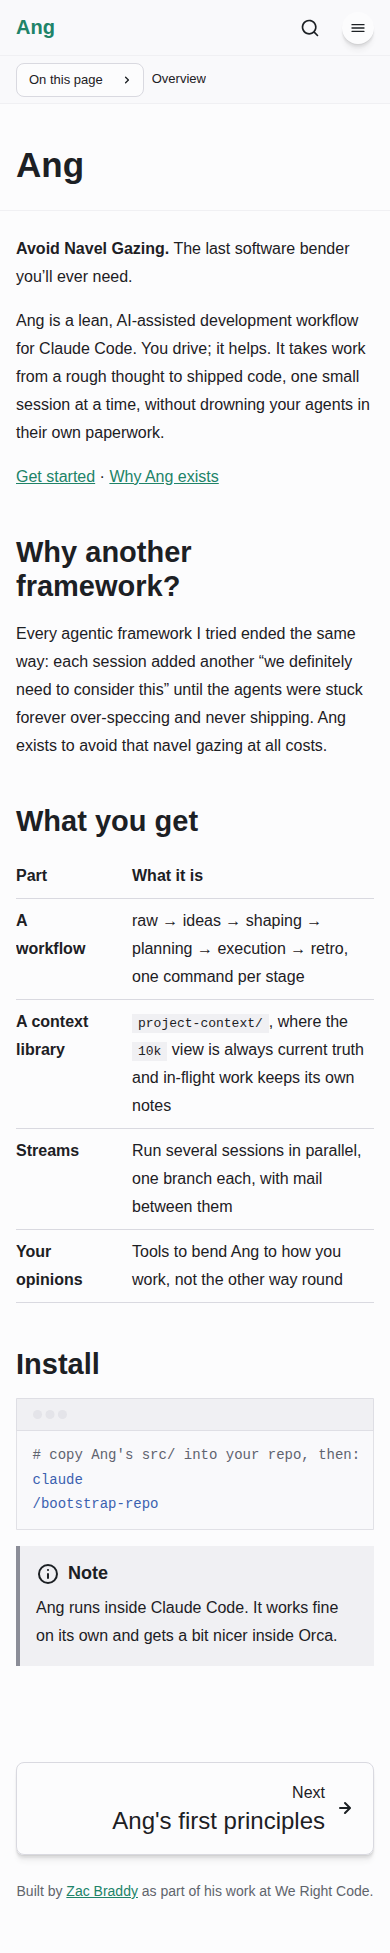 Ang
On this page
Overview
Ang
Avoid Navel Gazing. The last software bender
you’ll ever need.
Ang is a lean, AI-assisted development workflow
for Claude Code. You drive; it helps. It takes work
from a rough thought to shipped code, one small
session at a time, without drowning your agents in
their own paperwork.
Get started · Why Ang exists
Why another
framework?
Every agentic framework I tried ended the same
way: each session added another “we definitely
need to consider this” until the agents were stuck
forever over-speccing and never shipping. Ang
exists to avoid that navel gazing at all costs.
What you get
Part What it is
A raw → ideas → shaping →
workflow planning → execution → retro,
one command per stage
A context project-context/ , where the
library 10k view is always current truth
and in-flight work keeps its own
notes
Streams Run several sessions in parallel,
one branch each, with mail
between them
Your Tools to bend Ang to how you
opinions work, not the other way round
Install
# copy Ang's src/ into your repo, then:
claude
/bootstrap-repo
Note
Ang runs inside Claude Code. It works fine
on its own and gets a bit nicer inside Orca.
Next
Ang's first principles
Built by Zac Braddy as part of his work at We Right Code.